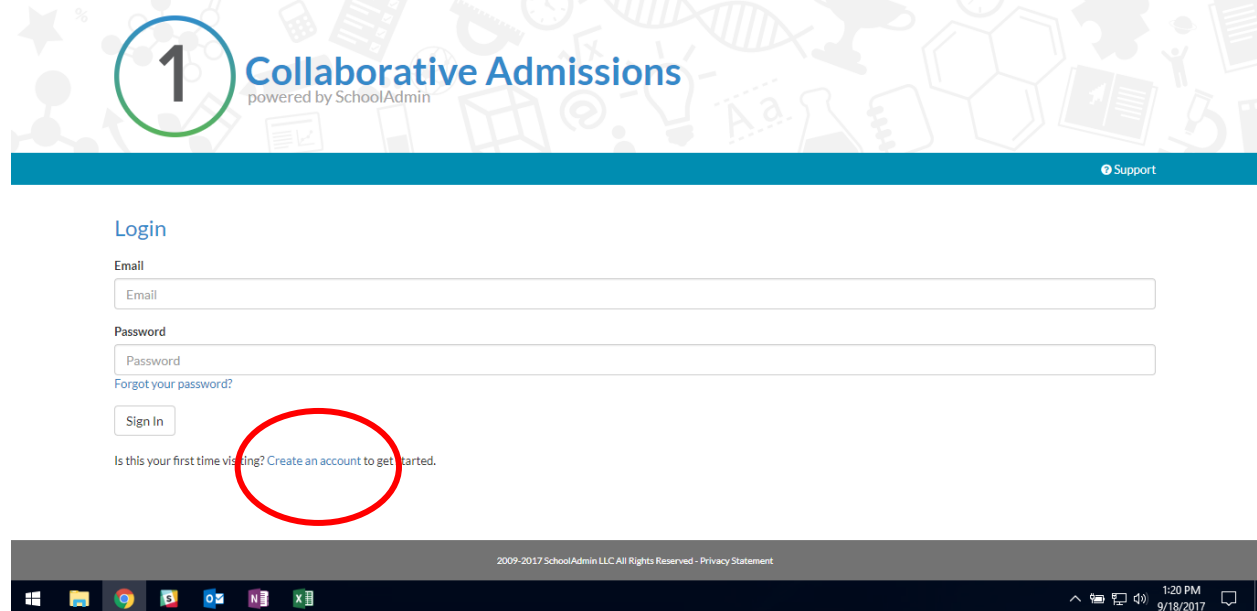 1
Collaborative Admissions
powered by SchoolAdmin
Aa
Support
Login
Email
Email
Password
Password
Forgot your password?
Sign In
Is this your first time visiting? Create an account to get started.
2009-2017 SchoolAdmin LLC All Rights Reserved - Privacy Statement
1:20 PM
9/18/2017